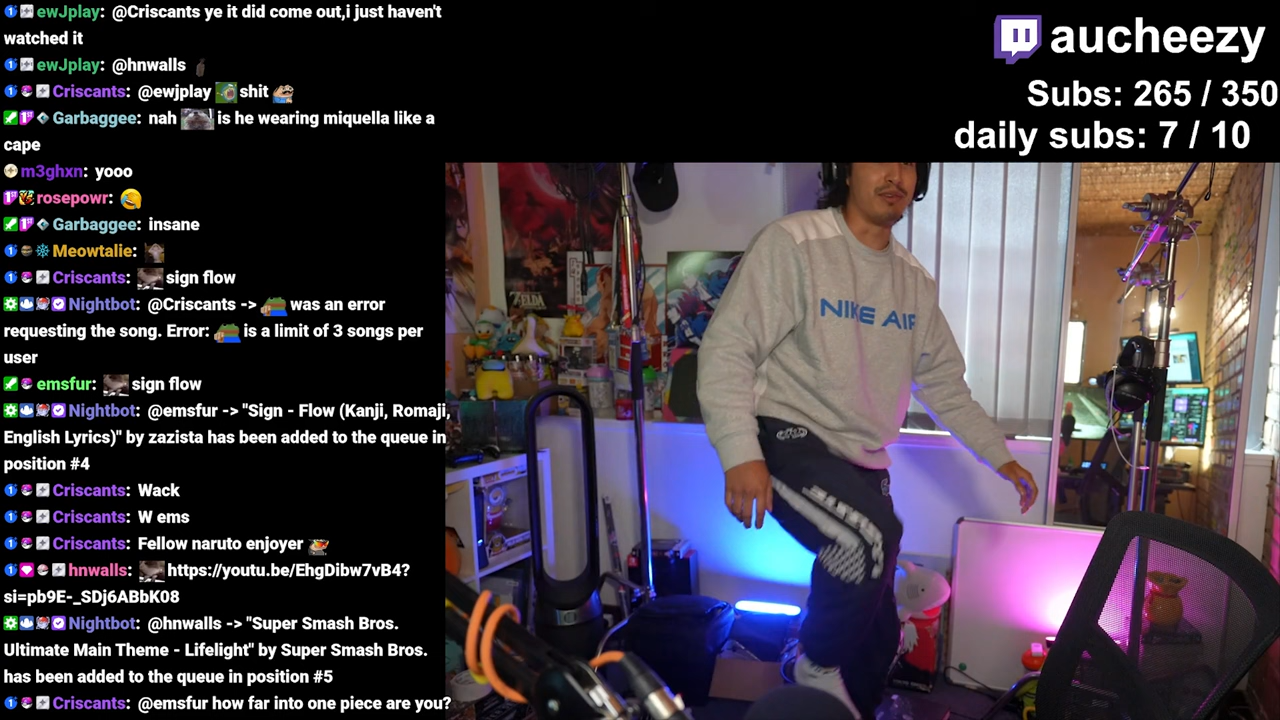 ewJplay: @Criscants ye it did come out,i just haven't
watched it
ewJplay: @hnwalls
Criscants: @ewjplay shit
Garbaggee: nah is he wearing miquella like a
cape
m3ghxn: yooo
rosepowr:
Garbaggee: insane
Meowtalie:
Criscants: sign flow
Nightbot: @Criscants -> was an error
requesting the song. Error: is a limit of 3 songs per
user
emsfur: sign flow
Nightbot: @emsfur -> "Sign - Flow (Kanji, Romaji,
English Lyrics)" by zazista has been added to the queue in
position #4
Criscants: Wack
Criscants: W ems
Criscants: Fellow naruto enjoyer
hnwalls: https://youtu.be/EhgDibw7vB4?
si=pb9E-_SDj6ABbK08
Nightbot: @hnwalls -> "Super Smash Bros.
Ultimate Main Theme - Lifelight" by Super Smash Bros.
has been added to the queue in position #5
Criscants: @emsfur how far into one piece are you?
aucheezy
Subs: 265 / 350
daily subs: 7 / 10
ZELDA
NIKE AIR